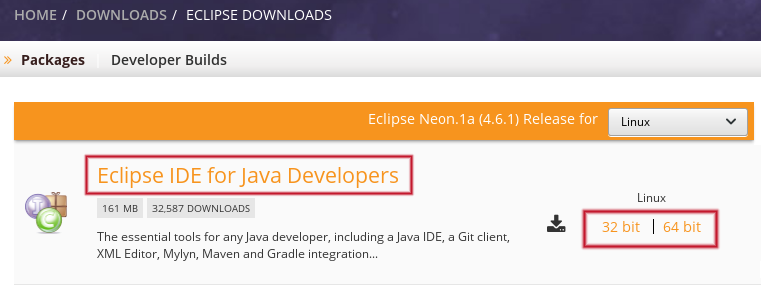 HOME / DOWNLOADS / ECLIPSE DOWNLOADS
» Packages Developer Builds
Eclipse Neon.1a (4.6.1) Release for Linux
Eclipse IDE for Java Developers
161 MB 32,587 DOWNLOADS
The essential tools for any Java developer, including a Java IDE, a Git client,
XML Editor, Mylyn, Maven and Gradle integration...
Linux
32 bit | 64 bit